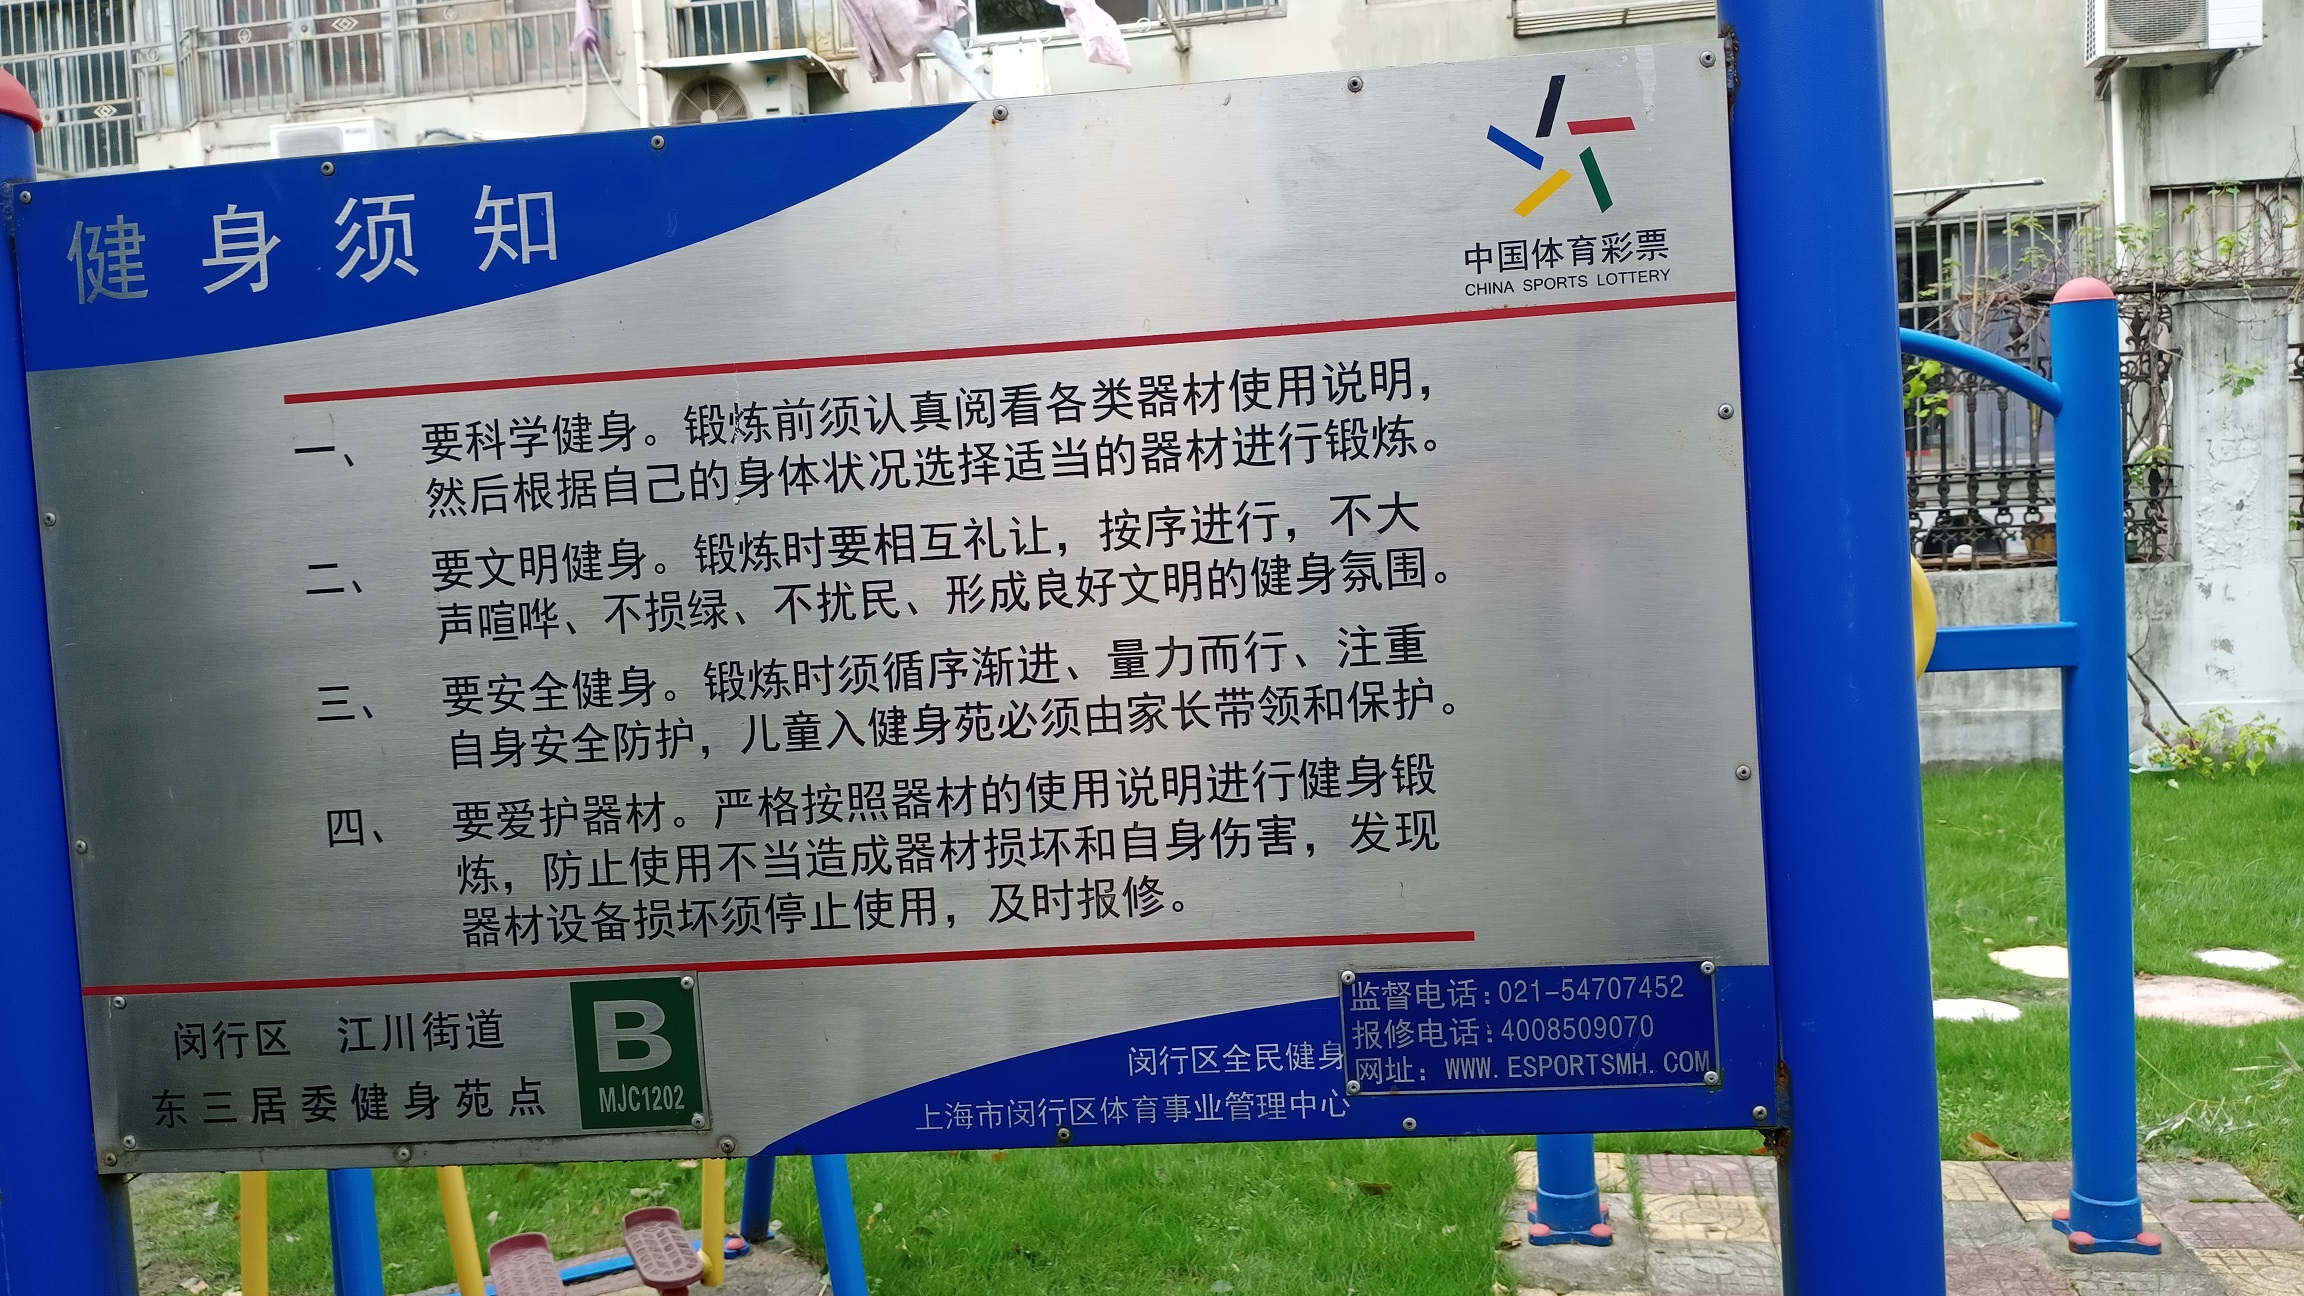 健身须知
中国体育彩票
CHINA SPORTS LOTTERY
一、 要科学健身。锻炼前须认真阅看各类器材使用说明，
然后根据自己的身体状况选择适当的器材进行锻炼。
二、 要文明健身。锻炼时要相互礼让，按序进行，不大
声喧哗、不损绿、不扰民、形成良好文明的健身氛围。
三、 要安全健身。锻炼时须循序渐进、量力而行、注重
自身安全防护，儿童入健身苑必须由家长带领和保护。
四、 要爱护器材。严格按照器材的使用说明进行健身锻
炼，防止使用不当造成器材损坏和自身伤害，发现
器材设备损坏须停止使用，及时报修。
闵行区 江川街道
东三居委健身苑点
B
MJC1202
闵行区全民健身
上海市闵行区体育事业管理中心
监督电话:021-54707452
报修电话:4008509070
网址：WWW.ESPORTSMH.COM